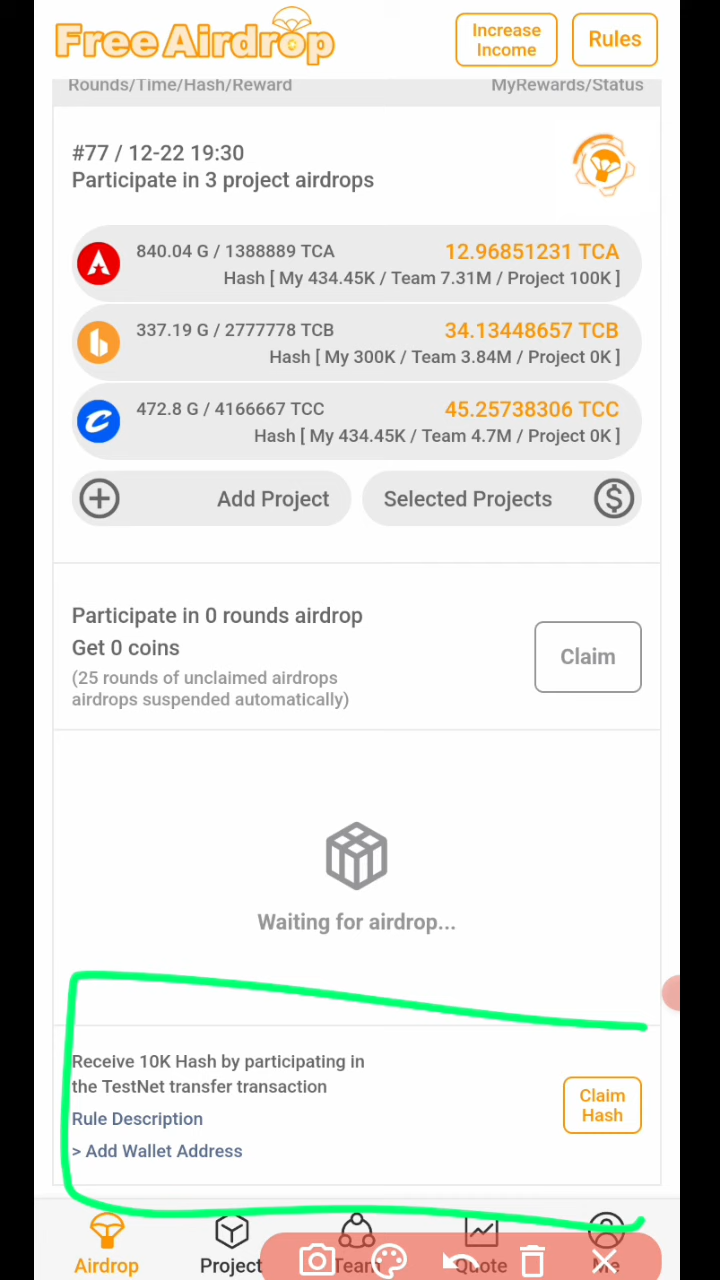 Free Airdrop
Increase
Income
Rules
Rounds/Time/Hash/Reward
MyRewards/Status
#77 / 12-22 19:30
Participate in 3 project airdrops
840.04 G / 1388889 TCA
12.96851231 TCA
Hash [ My 434.45K / Team 7.31M / Project 100K ]
337.19 G / 2777778 TCB
34.13448657 TCB
Hash [ My 300K / Team 3.84M / Project 0K ]
472.8 G / 4166667 TCC
45.25738306 TCC
Hash [ My 434.45K / Team 4.7M / Project 0K ]
Add Project
Selected Projects
Participate in 0 rounds airdrop
Get 0 coins
(25 rounds of unclaimed airdrops
airdrops suspended automatically)
Claim
Waiting for airdrop...
Receive 10K Hash by participating in
the TestNet transfer transaction
Rule Description
> Add Wallet Address
Claim
Hash
Airdrop
Project
Team
Quote
Me